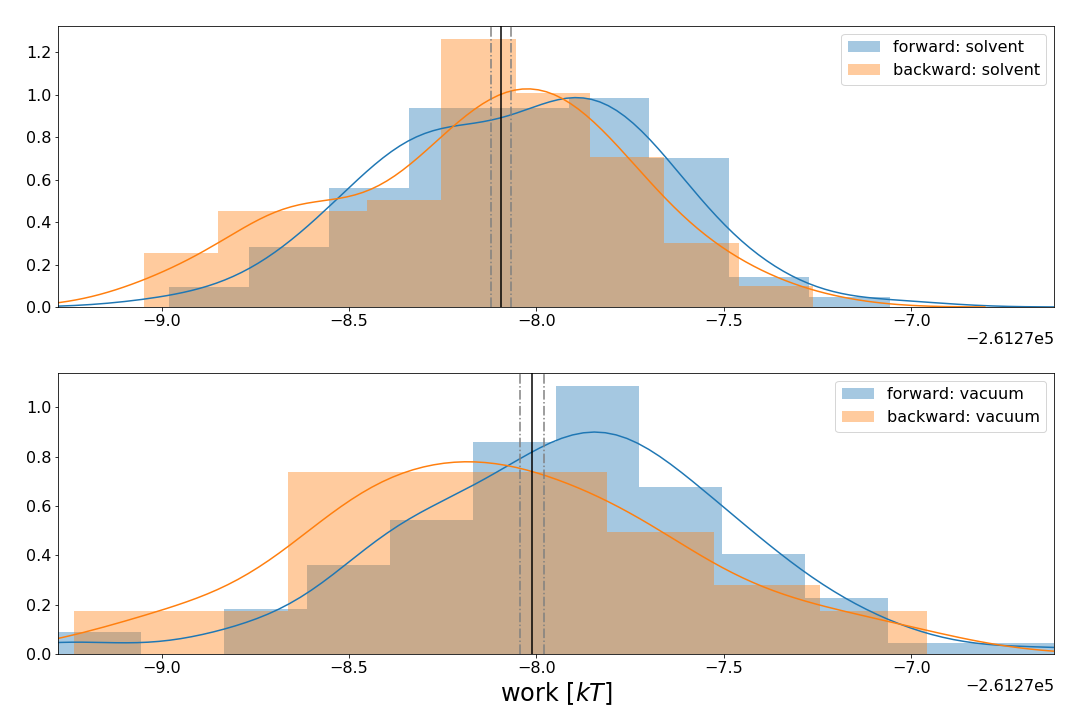 1.2
1.0
0.8
0.6
0.4
0.2
0.0
forward: solvent
backward: solvent
−9.0 −8.5 −8.0 −7.5 −7.0
−2.6127e5
1.0
0.8
0.6
0.4
0.2
0.0
forward: vacuum
backward: vacuum
−9.0 −8.5 −8.0 −7.5 −7.0
−2.6127e5
work [kT]